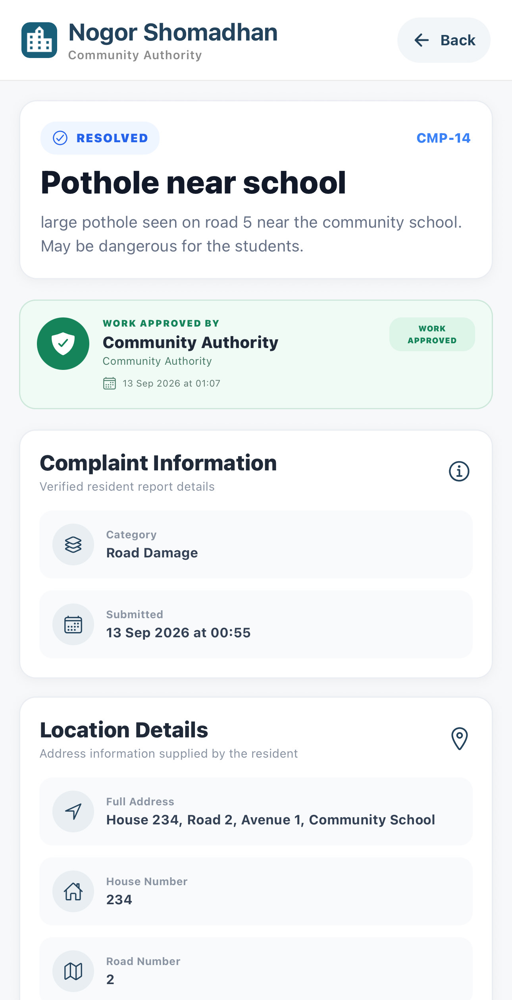 Nogor Shomadhan
Community Authority
Back
RESOLVED
CMP-14
Pothole near school
large pothole seen on road 5 near the community school.
May be dangerous for the students.
WORK APPROVED BY
Community Authority
Community Authority
13 Sep 2026 at 01:07
WORK
APPROVED
Complaint Information
Verified resident report details
Category
Road Damage
Submitted
13 Sep 2026 at 00:55
Location Details
Address information supplied by the resident
Full Address
House 234, Road 2, Avenue 1, Community School
House Number
234
Road Number
2